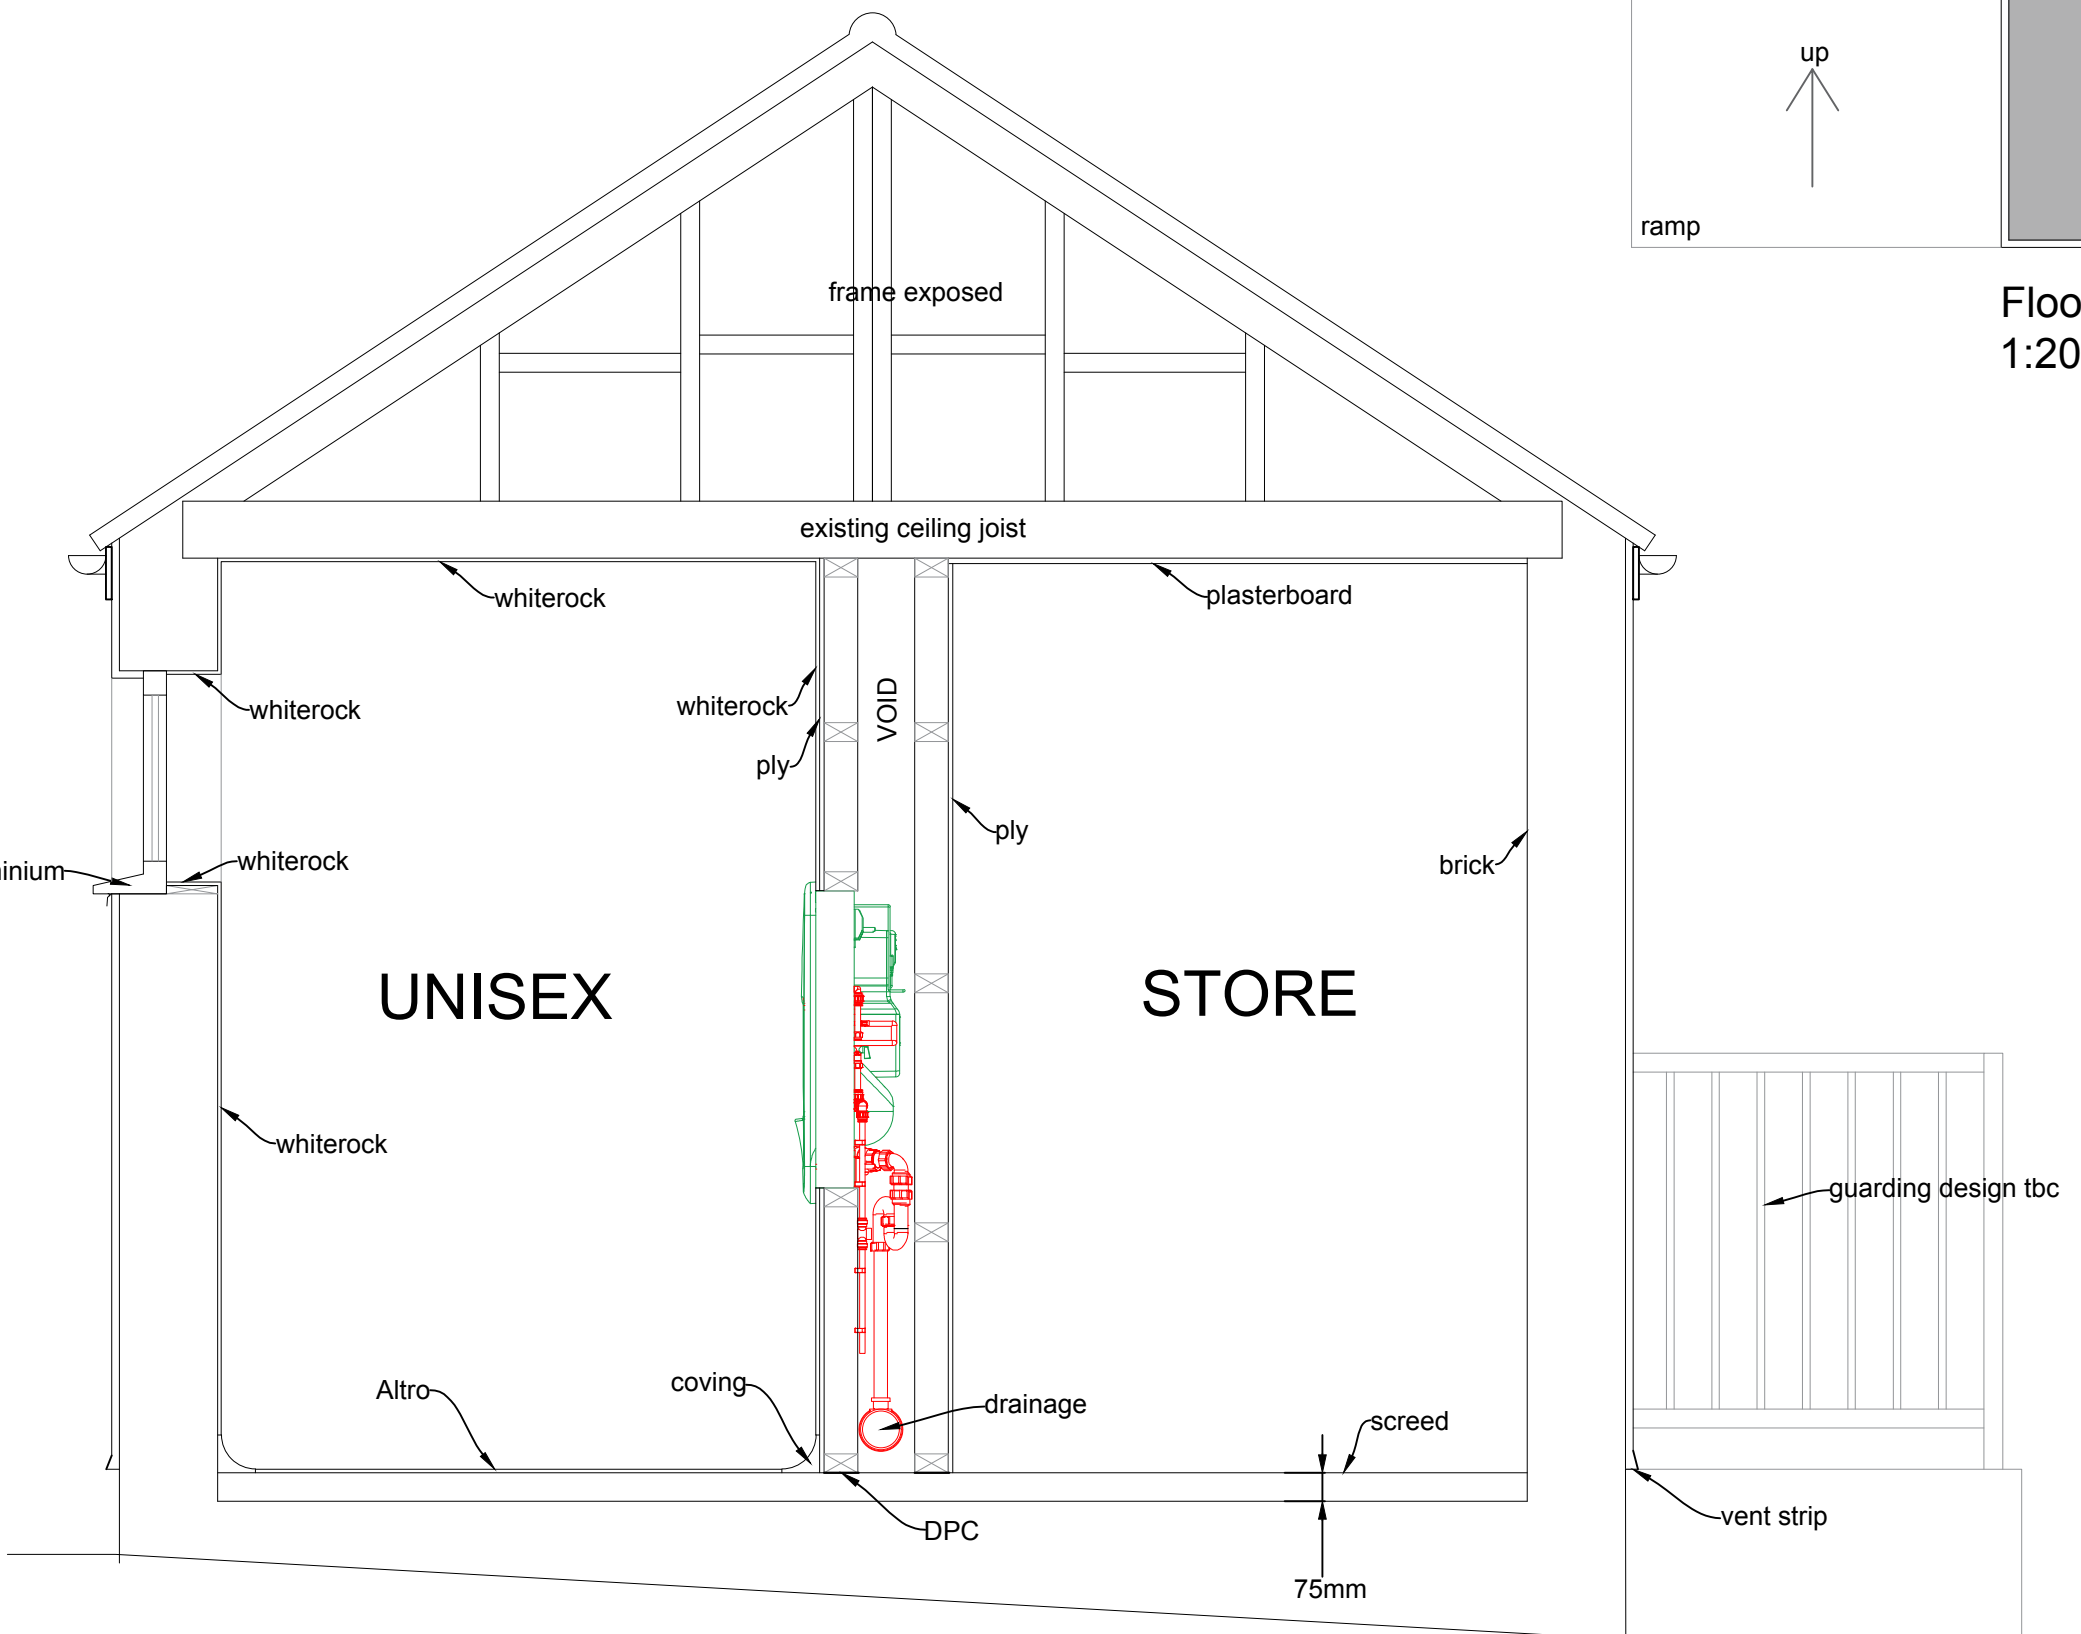 up
ramp
Floo
1:20
frame exposed
existing ceiling joist
whiterock
plasterboard
whiterock
whiterock
VOID
ply
ply
whiterock
inium
brick
UNISEX
STORE
whiterock
guarding design tbc
Altro
coving
drainage
screed
vent strip
DPC
75mm